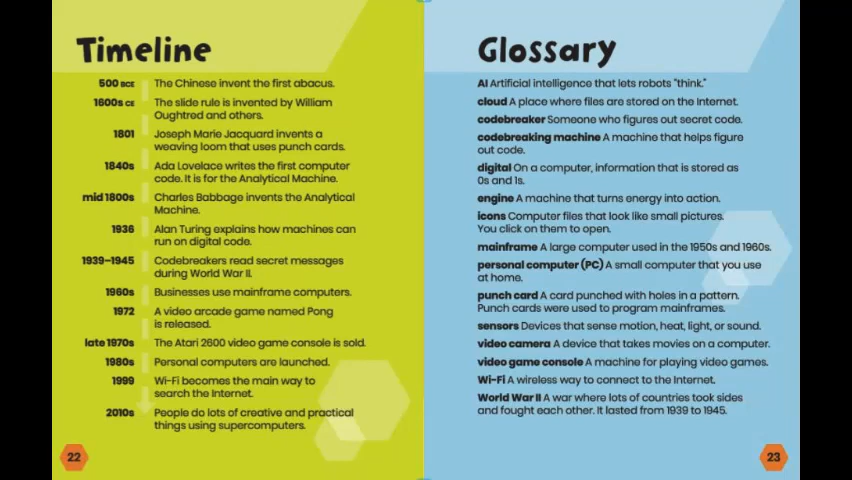 Timeline
500 BCE The Chinese invent the first abacus.
1600s CE The slide rule is invented by William
Oughtred and others.
1801 Joseph Marie Jacquard invents a
weaving loom that uses punch cards.
1840s Ada Lovelace writes the first computer
code. It is for the Analytical Machine.
mid 1800s Charles Babbage invents the Analytical
Machine.
1936 Alan Turing explains how machines can
run on digital code.
1939–1945 Codebreakers read secret messages
during World War II.
1960s Businesses use mainframe computers.
1972 A video arcade game named Pong
is released.
late 1970s The Atari 2600 video game console is sold.
1980s Personal computers are launched.
1999 Wi-Fi becomes the main way to
search the Internet.
2010s People do lots of creative and practical
things using supercomputers.
22
Glossary
AI Artificial intelligence that lets robots "think."
cloud A place where files are stored on the Internet.
codebreaker Someone who figures out secret code.
codebreaking machine A machine that helps figure
out code.
digital On a computer, information that is stored as
0s and 1s.
engine A machine that turns energy into action.
icons Computer files that look like small pictures.
You click on them to open.
mainframe A large computer used in the 1950s and 1960s.
personal computer (PC) A small computer that you use
at home.
punch card A card punched with holes in a pattern.
Punch cards were used to program mainframes.
sensors Devices that sense motion, heat, light, or sound.
video camera A device that takes movies on a computer.
video game console A machine for playing video games.
Wi-Fi A wireless way to connect to the Internet.
World War II A war where lots of countries took sides
and fought each other. It lasted from 1939 to 1945.
23